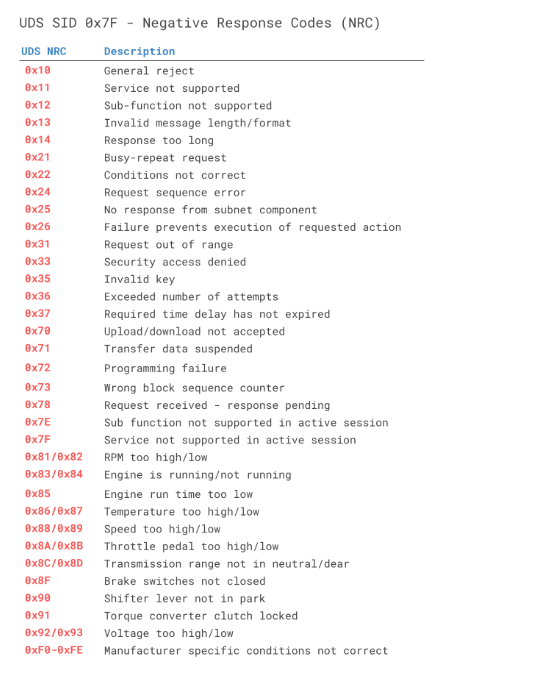 UDS SID 0x7F - Negative Response Codes (NRC)
UDS NRC Description
0x10 General reject
0x11 Service not supported
0x12 Sub-function not supported
0x13 Invalid message length/format
0x14 Response too long
0x21 Busy-repeat request
0x22 Conditions not correct
0x24 Request sequence error
0x25 No response from subnet component
0x26 Failure prevents execution of requested action
0x31 Request out of range
0x33 Security access denied
0x35 Invalid key
0x36 Exceeded number of attempts
0x37 Required time delay has not expired
0x70 Upload/download not accepted
0x71 Transfer data suspended
0x72 Programming failure
0x73 Wrong block sequence counter
0x78 Request received - response pending
0x7E Sub function not supported in active session
0x7F Service not supported in active session
0x81/0x82 RPM too high/low
0x83/0x84 Engine is running/not running
0x85 Engine run time too low
0x86/0x87 Temperature too high/low
0x88/0x89 Speed too high/low
0x8A/0x8B Throttle pedal too high/low
0x8C/0x8D Transmission range not in neutral/dear
0x8F Brake switches not closed
0x90 Shifter lever not in park
0x91 Torque converter clutch locked
0x92/0x93 Voltage too high/low
0xF0-0xFE Manufacturer specific conditions not correct